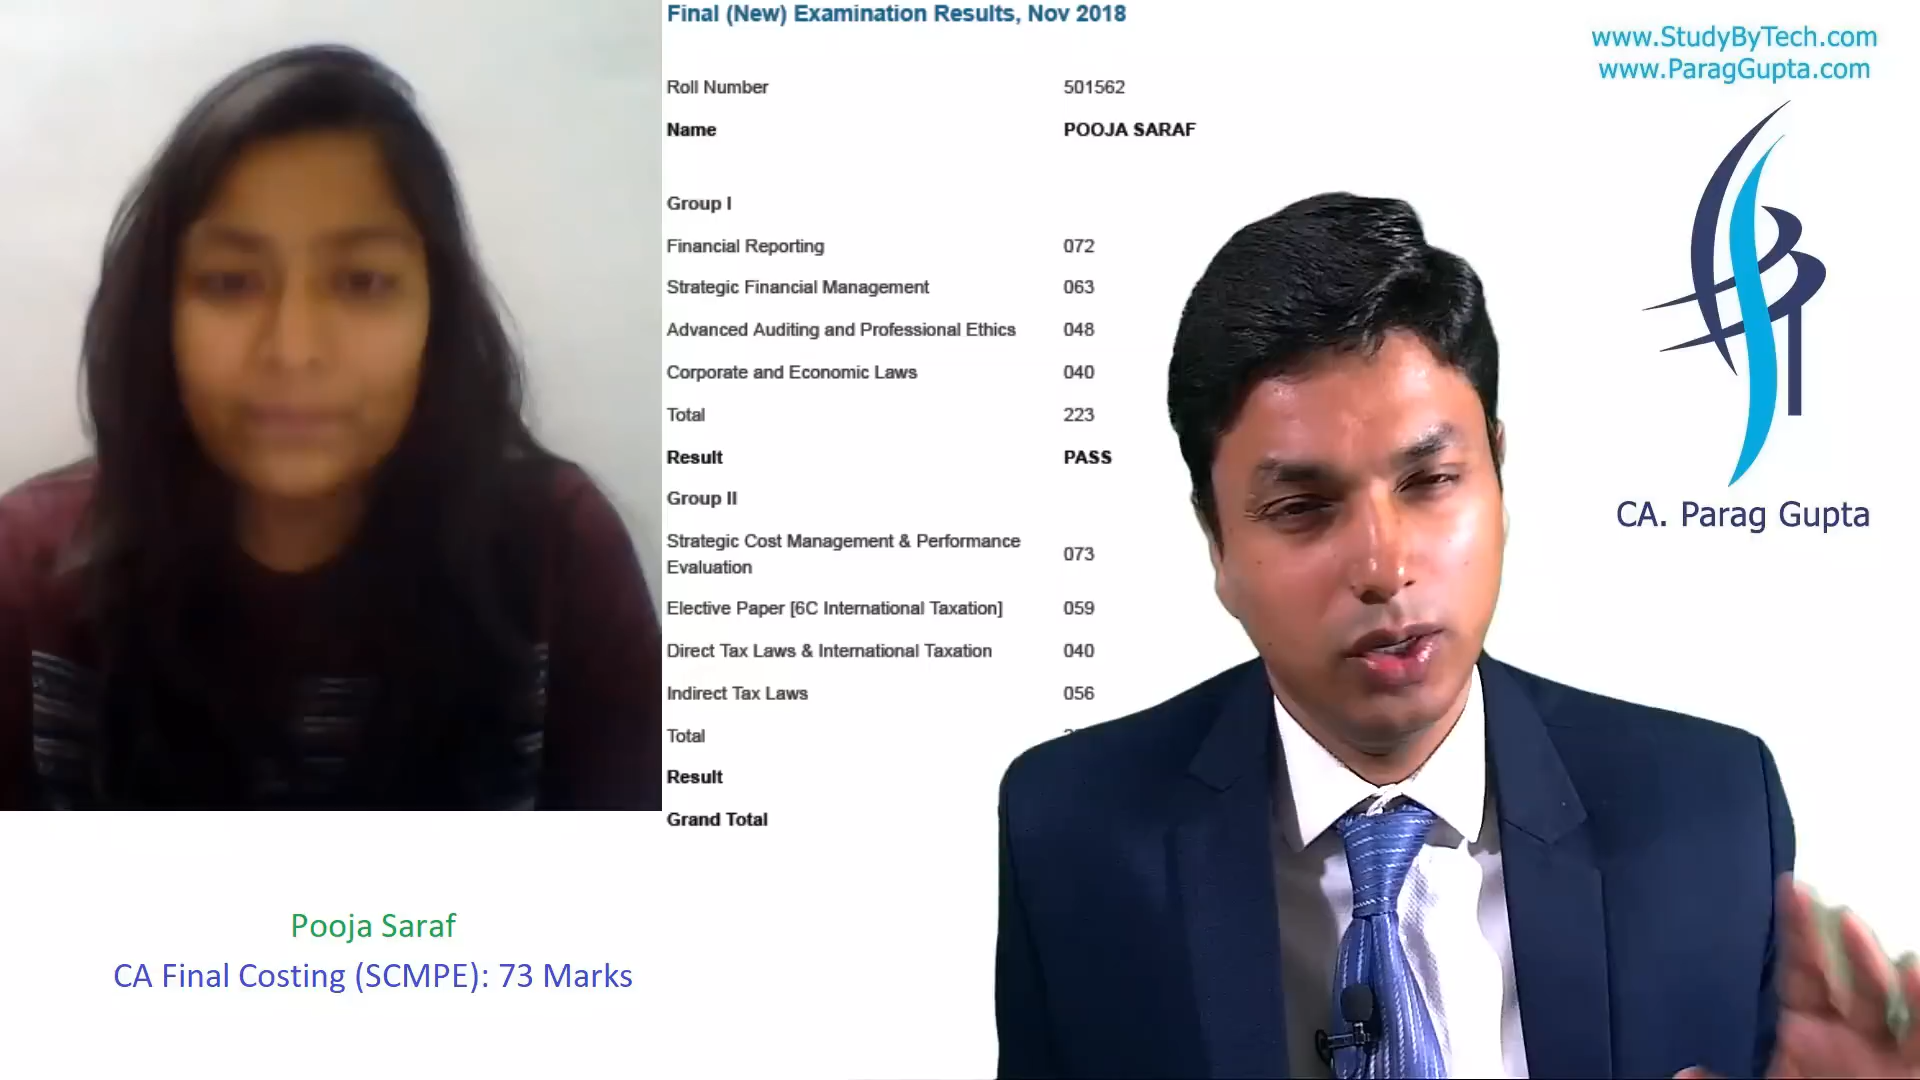 Final (New) Examination Results, Nov 2018
www.StudyByTech.com
www.ParagGupta.com
Roll Number 501562
Name POOJA SARAF
Group I
Financial Reporting 072
Strategic Financial Management 063
Advanced Auditing and Professional Ethics 048
Corporate and Economic Laws 040
Total 223
Result PASS
Group II
CA. Parag Gupta
Strategic Cost Management & Performance
Evaluation 073
Elective Paper [6C International Taxation] 059
Direct Tax Laws & International Taxation 040
Indirect Tax Laws 056
Total
Result
Grand Total
Pooja Saraf
CA Final Costing (SCMPE): 73 Marks